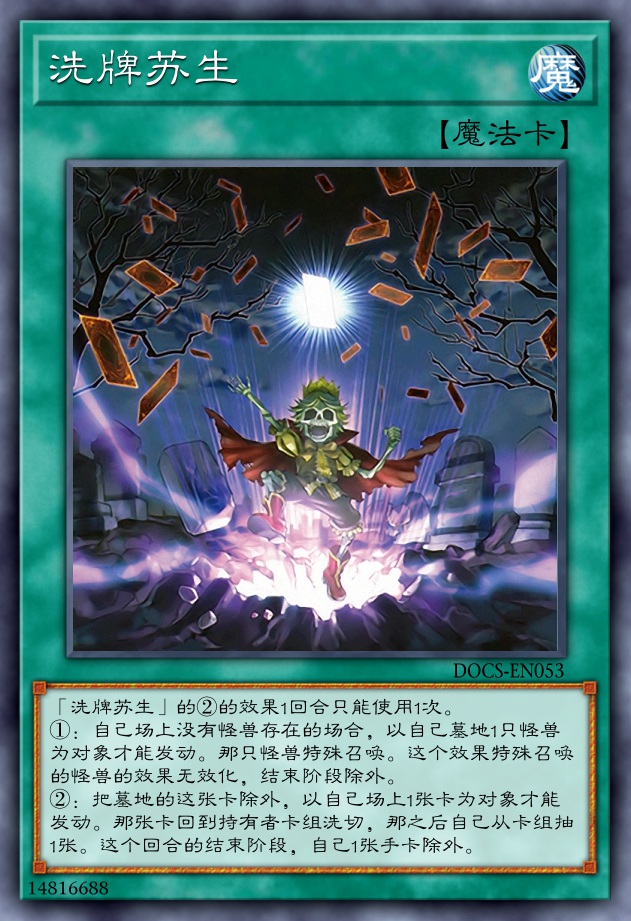 洗牌苏生
魔
【魔法卡】
DOCS-EN053
「洗牌苏生」的②的效果1回合只能使用1次。
①：自己场上没有怪兽存在的场合，以自己墓地1只怪兽
为对象才能发动。那只怪兽特殊召唤。这个效果特殊召唤
的怪兽的效果无效化，结束阶段除外。
②：把墓地的这张卡除外，以自己场上1张卡为对象才能
发动。那张卡回到持有者卡组洗切，那之后自己从卡组抽
1张。这个回合的结束阶段，自己1张手卡除外。
14816688